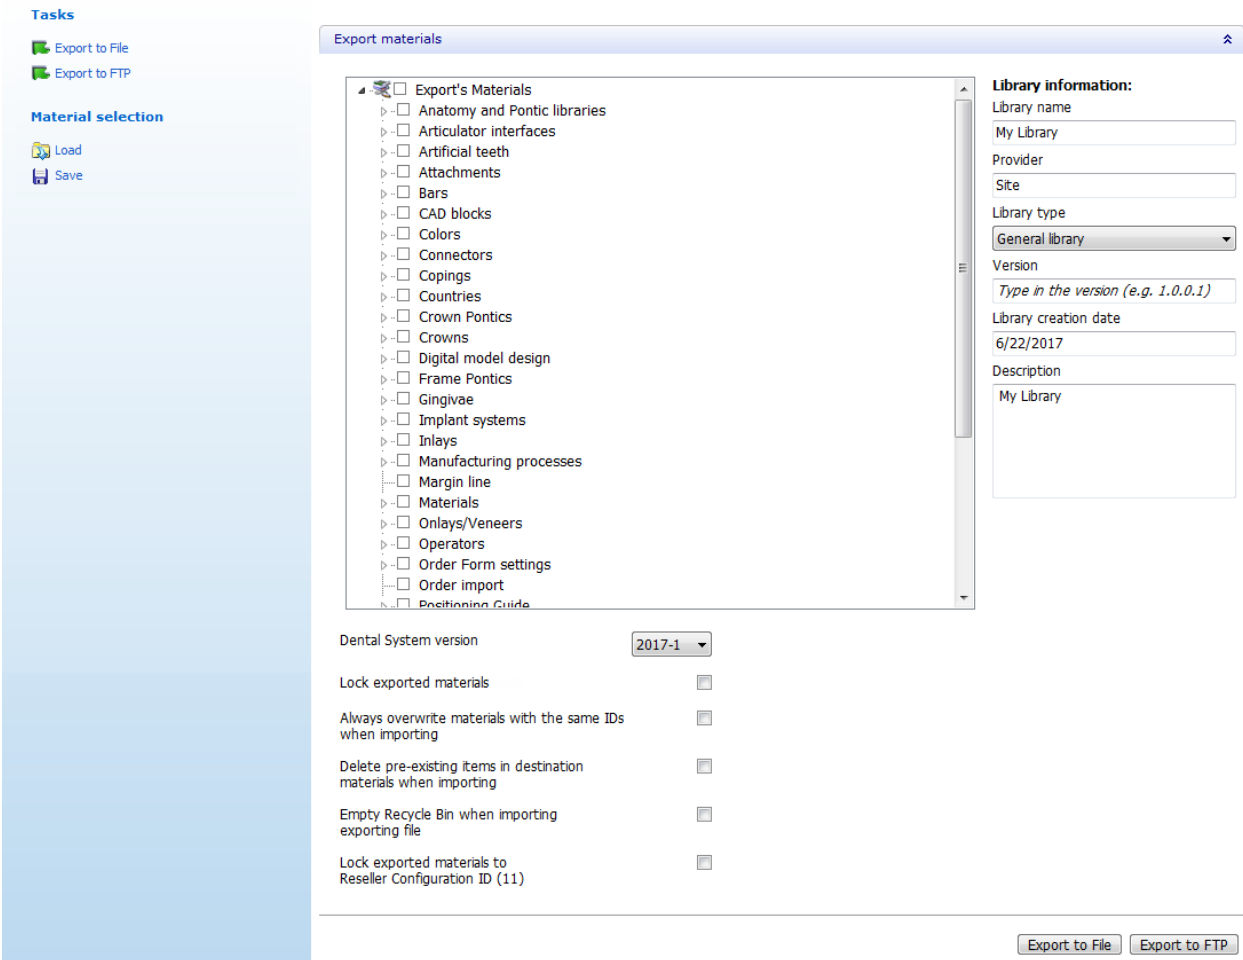 Tasks
Export to File
Export to FTP
Material selection
Load
Save
Export materials
Export's Materials
Anatomy and Pontic libraries
Articulator interfaces
Artificial teeth
Attachments
Bars
CAD blocks
Colors
Connectors
Copings
Countries
Crown Pontics
Crowns
Digital model design
Frame Pontics
Gingivae
Implant systems
Inlays
Manufacturing processes
Margin line
Materials
Onlays/Veneers
Operators
Order Form settings
Order import
Positioning Guide
Library information:
Library name
My Library
Provider
Site
Library type
General library
Version
Type in the version (e.g. 1.0.0.1)
Library creation date
6/22/2017
Description
My Library
Dental System version
2017-1
Lock exported materials
Always overwrite materials with the same IDs
when importing
Delete pre-existing items in destination
materials when importing
Empty Recycle Bin when importing
exporting file
Lock exported materials to
Reseller Configuration ID (11)
Export to File
Export to FTP